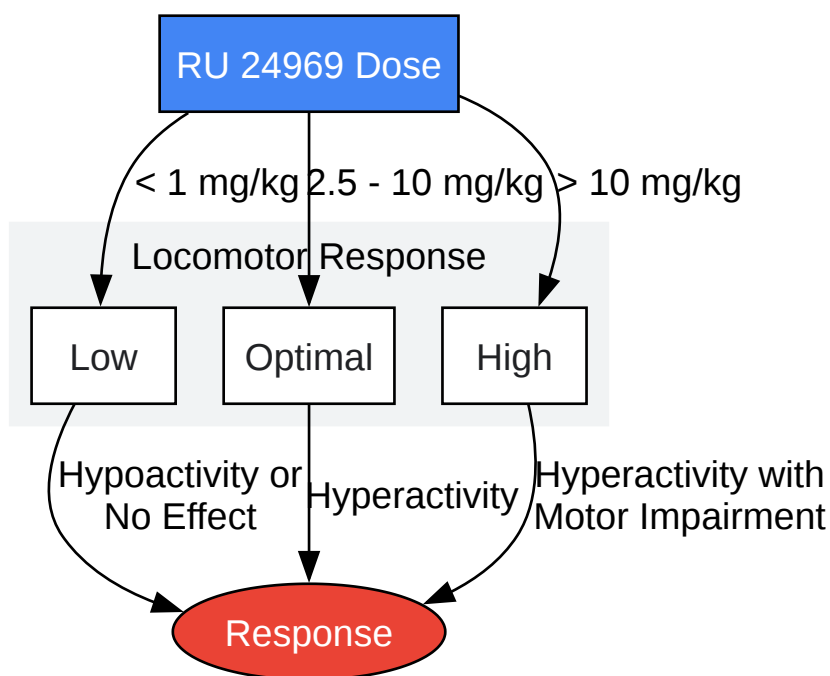 RU 24969 Dose
< 1 mg/kg
2.5 - 10 mg/kg
> 10 mg/kg
Locomotor Response
Low
Optimal
High
Hypoactivity or
No Effect
Hyperactivity
Hyperactivity with
Motor Impairment
Response